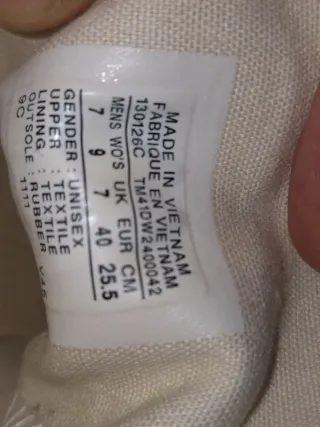 MADE IN VIETNAM
FABRIQUE EN VIETNAM
130126C TM41DW2400042
MENS WO'S UK EUR CM
7 9 7 40 25.5
GENDER : UNISEX
UPPER : TEXTILE
LINING : TEXTILE
OUTSOLE : RUBBER
9C 1111